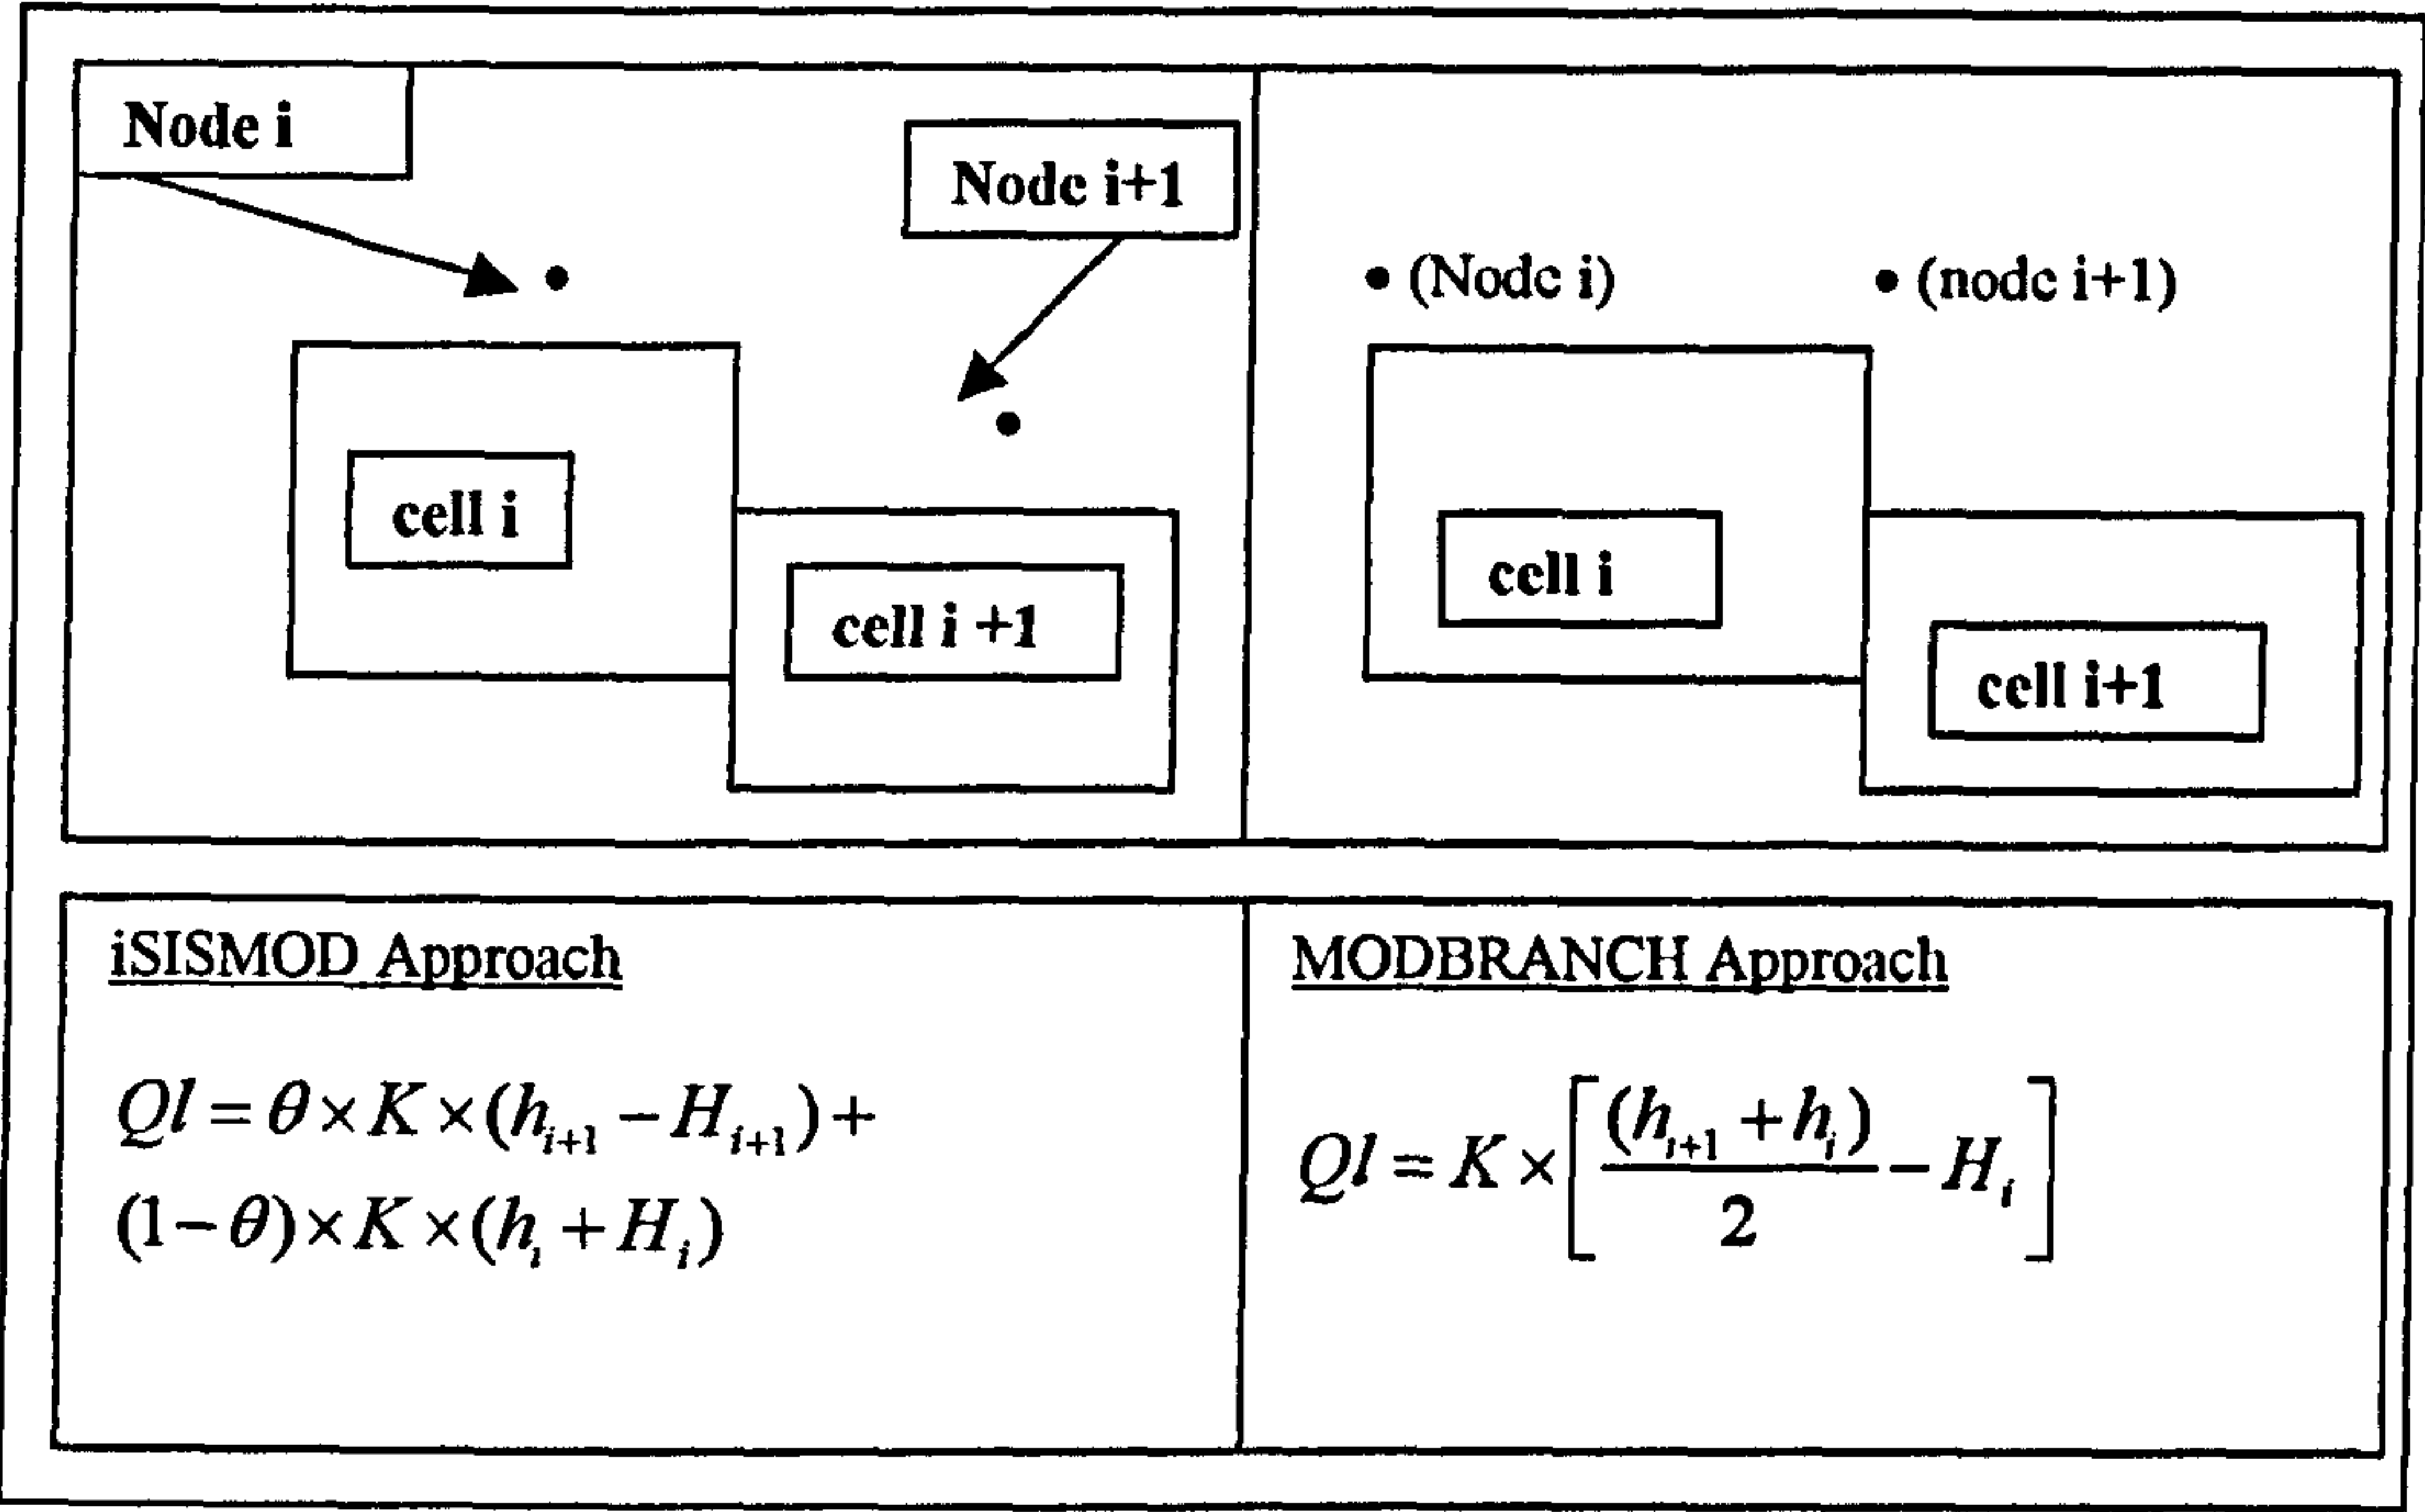 Node i
Node i+1
• (Node i)
• (node i+1)
cell i
cell i +1
cell i
cell i+1
iSISMOD Approach
Ql = θ × K × (h_{i+1} − H_{i+1}) +
(1 − θ) × K × (h_i + H_i)
MODBRANCH Approach
Ql = K × [ (h_{i+1} + h_i) / 2 − H_i ]